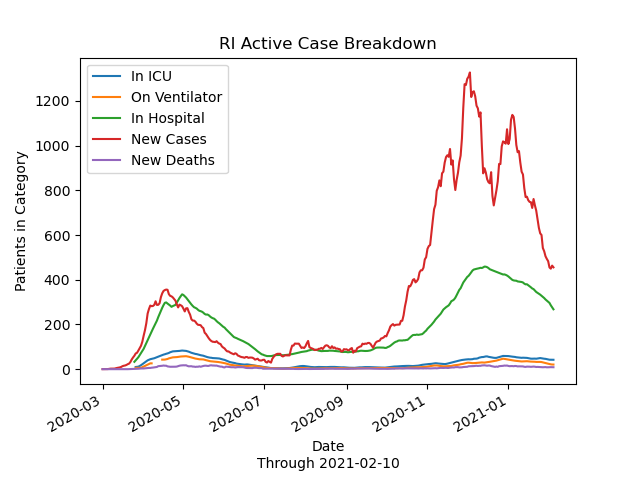 RI Active Case Breakdown
In ICU
On Ventilator
In Hospital
New Cases
New Deaths
Patients in Category
1200
1000
800
600
400
200
0
2020-03
2020-05
2020-07
2020-09
2020-11
2021-01
Date
Through 2021-02-10